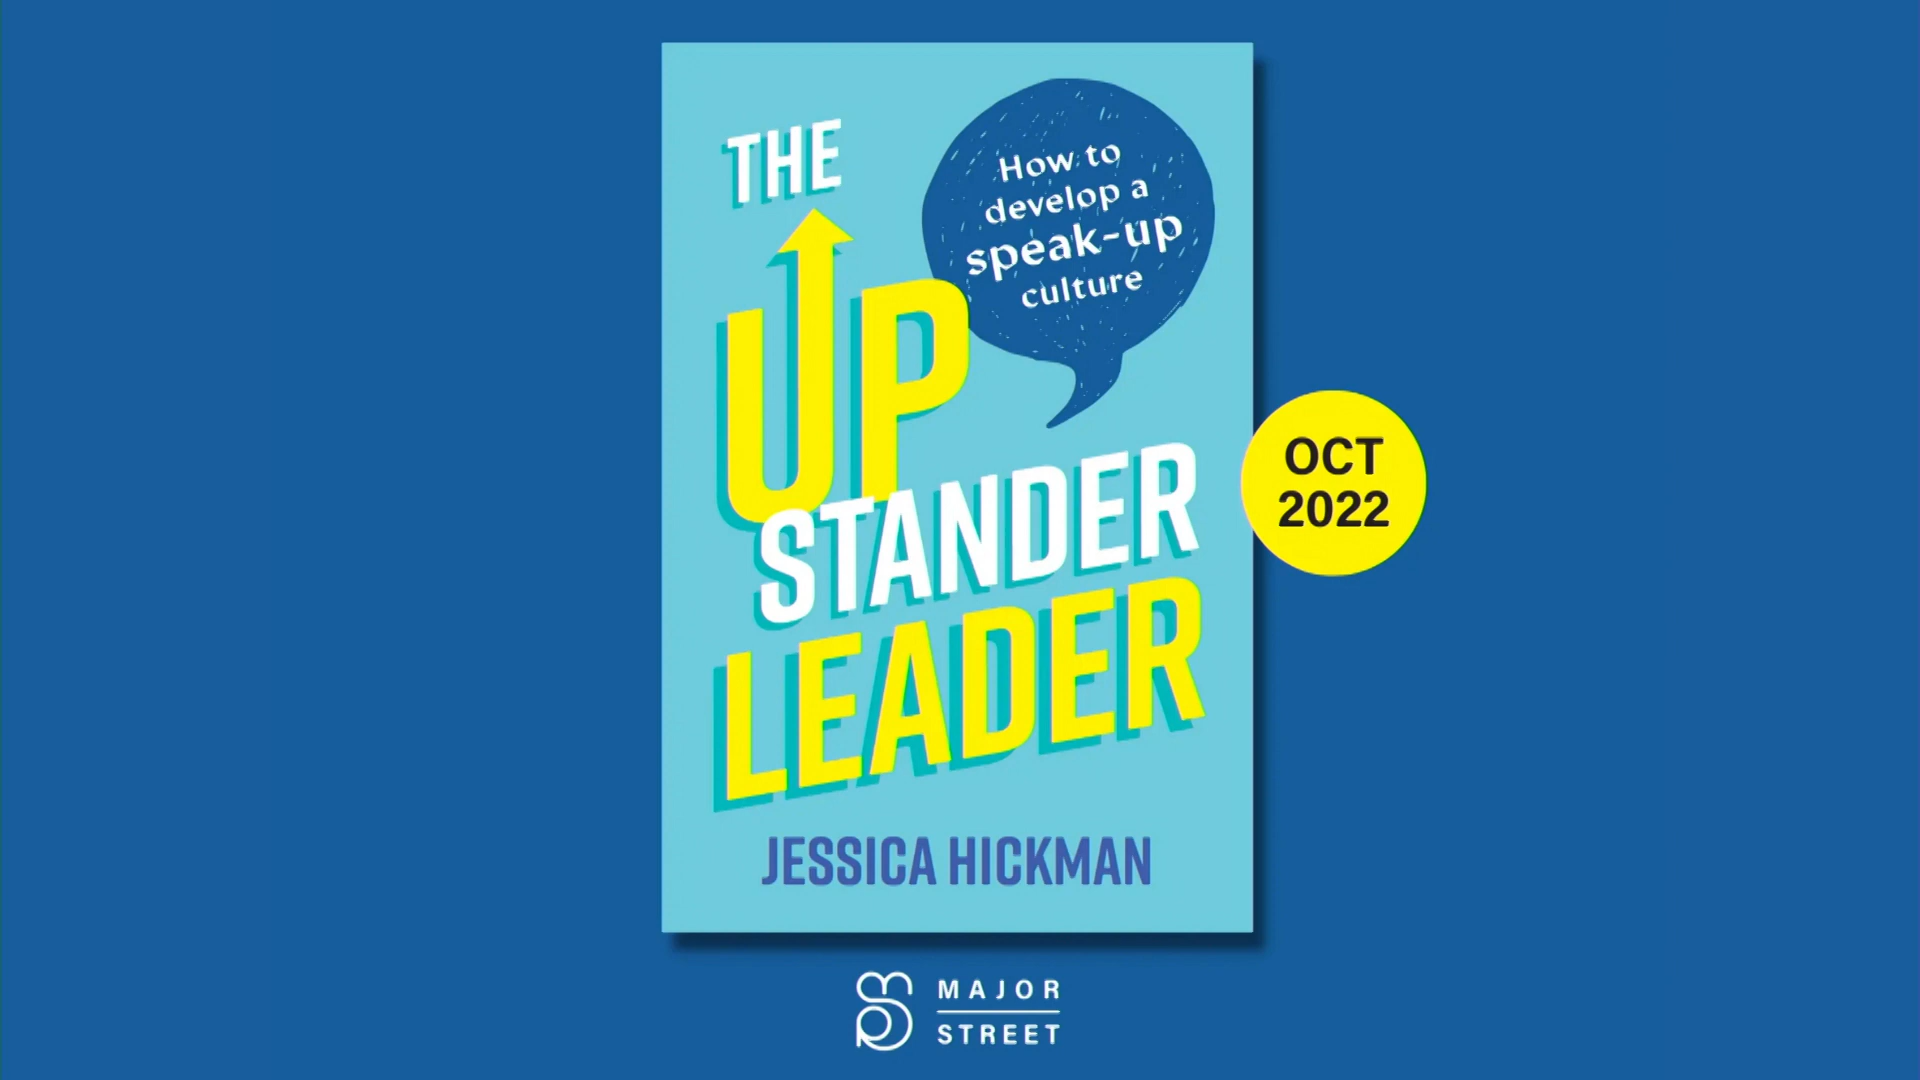 THE
UP
STANDER
LEADER
How to
develop a
speak-up
culture
JESSICA HICKMAN
OCT
2022
MAJOR
STREET